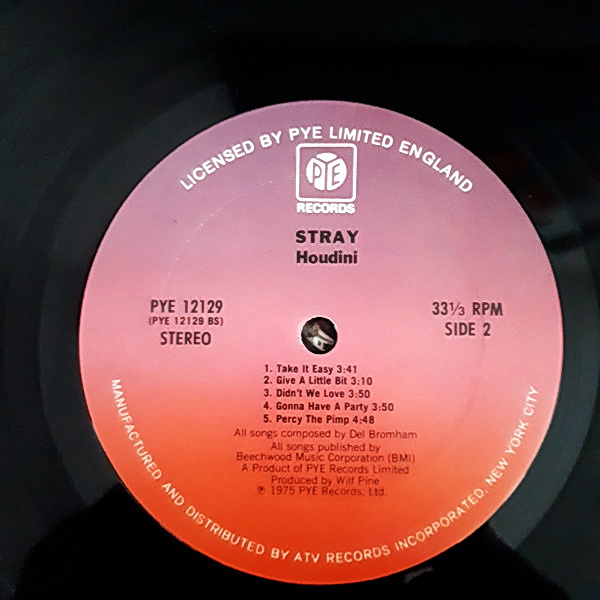 LICENSED BY PYE LIMITED ENGLAND
PYE
RECORDS
STRAY
Houdini
PYE 12129
(PYE 12129 BS)
STEREO
33⅓ RPM
SIDE 2
1. Take It Easy 3:41
2. Give A Little Bit 3:10
3. Didn't We Love 3:50
4. Gonna Have A Party 3:50
5. Percy The Pimp 4:48
All songs composed by Del Bromham
All songs published by
Beechwood Music Corporation (BMI)
A Product of PYE Records Limited
Produced by Wilf Pine
℗ 1975 PYE Records, Ltd.
MANUFACTURED AND DISTRIBUTED BY ATV RECORDS INCORPORATED, NEW YORK CITY